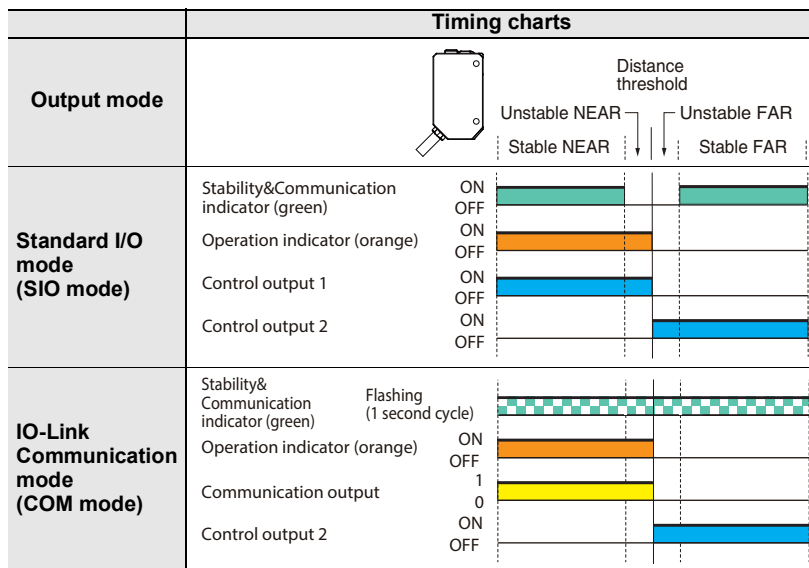 Timing charts
Output mode
Distance
threshold
Unstable NEAR
Unstable FAR
Stable NEAR
Stable FAR
Standard I/O
mode
(SIO mode)
Stability&Communication
indicator (green)
ON
OFF
Operation indicator (orange)
ON
OFF
Control output 1
ON
OFF
Control output 2
ON
OFF
IO-Link
Communication
mode
(COM mode)
Stability&
Communication
indicator (green)
Flashing
(1 second cycle)
Operation indicator (orange)
ON
OFF
Communication output
1
0
Control output 2
ON
OFF